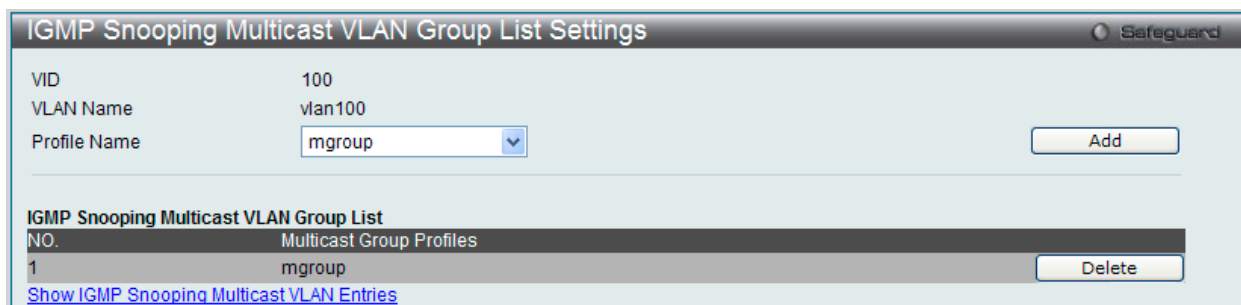 IGMP Snooping Multicast VLAN Group List Settings Safeguard
VID 100
VLAN Name vlan100
Profile Name mgroup Add
IGMP Snooping Multicast VLAN Group List
NO. Multicast Group Profiles
1 mgroup Delete
Show IGMP Snooping Multicast VLAN Entries